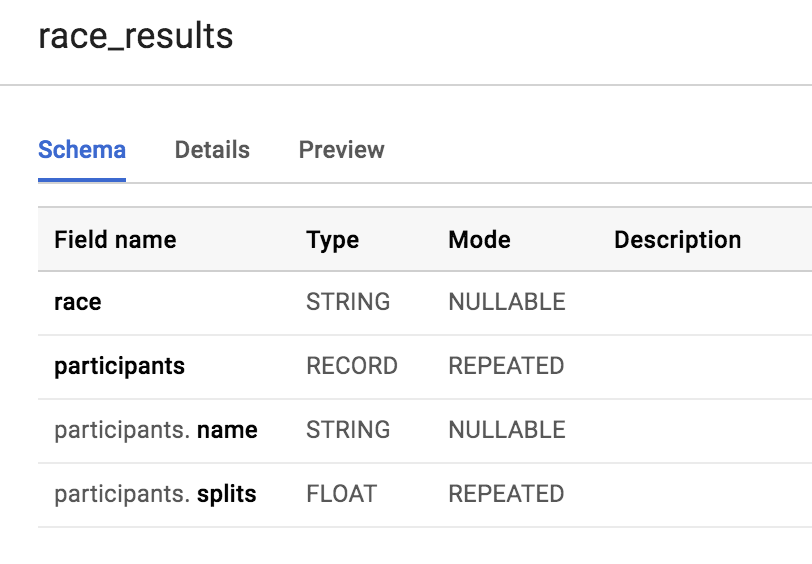 race_results
Schema Details Preview
Field name Type Mode Description
race STRING NULLABLE
participants RECORD REPEATED
participants. name STRING NULLABLE
participants. splits FLOAT REPEATED